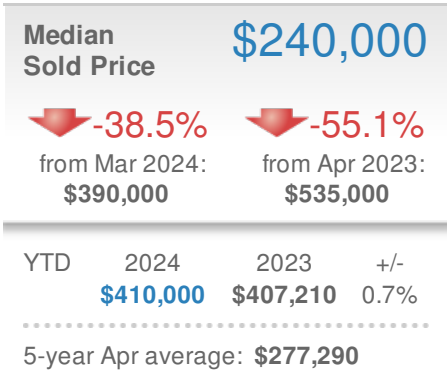 Median
Sold Price
$240,000
-38.5%
-55.1%
from Mar 2024:
from Apr 2023:
$390,000
$535,000
YTD 2024 2023 +/-
$410,000 $407,210 0.7%
5-year Apr average: $277,290